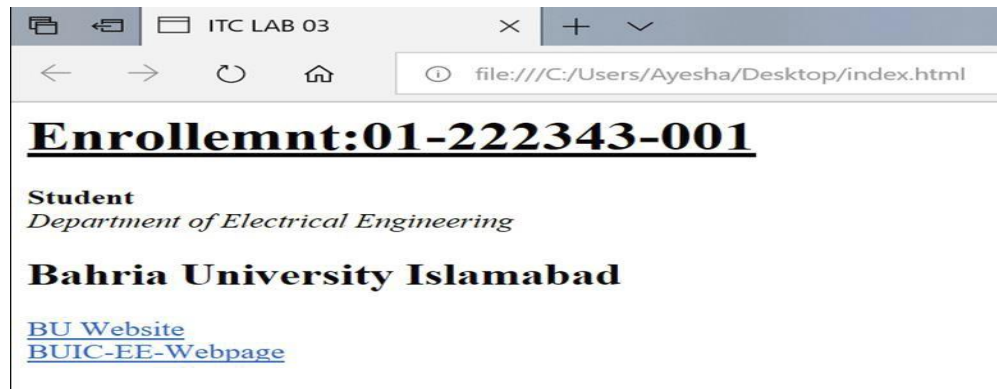 ITC LAB 03
file:///C:/Users/Ayesha/Desktop/index.html
Enrollemnt:01-222343-001
Student
Department of Electrical Engineering
Bahria University Islamabad
BU Website
BUIC-EE-Webpage